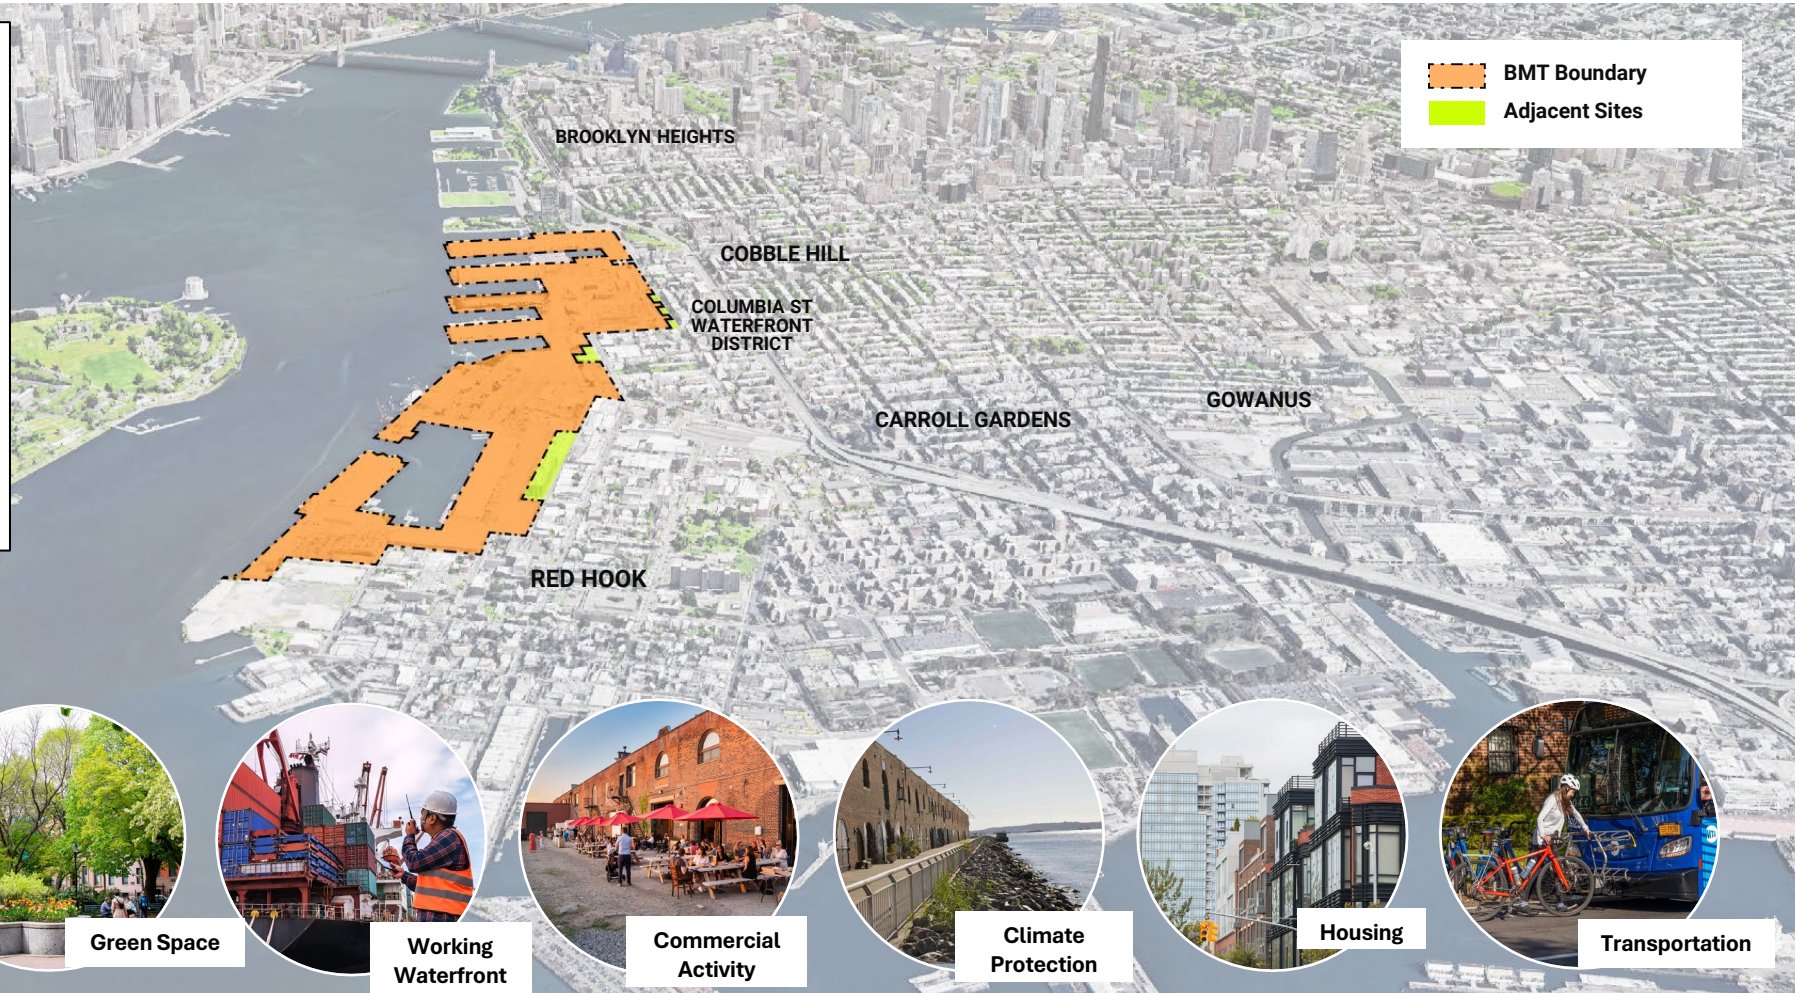 BMT Boundary
Adjacent Sites
BROOKLYN HEIGHTS
COBBLE HILL
COLUMBIA ST
WATERFRONT
DISTRICT
GOWANUS
CARROLL GARDENS
RED HOOK
Green Space
Working
Waterfront
Commercial
Activity
Climate
Protection
Housing
Transportation